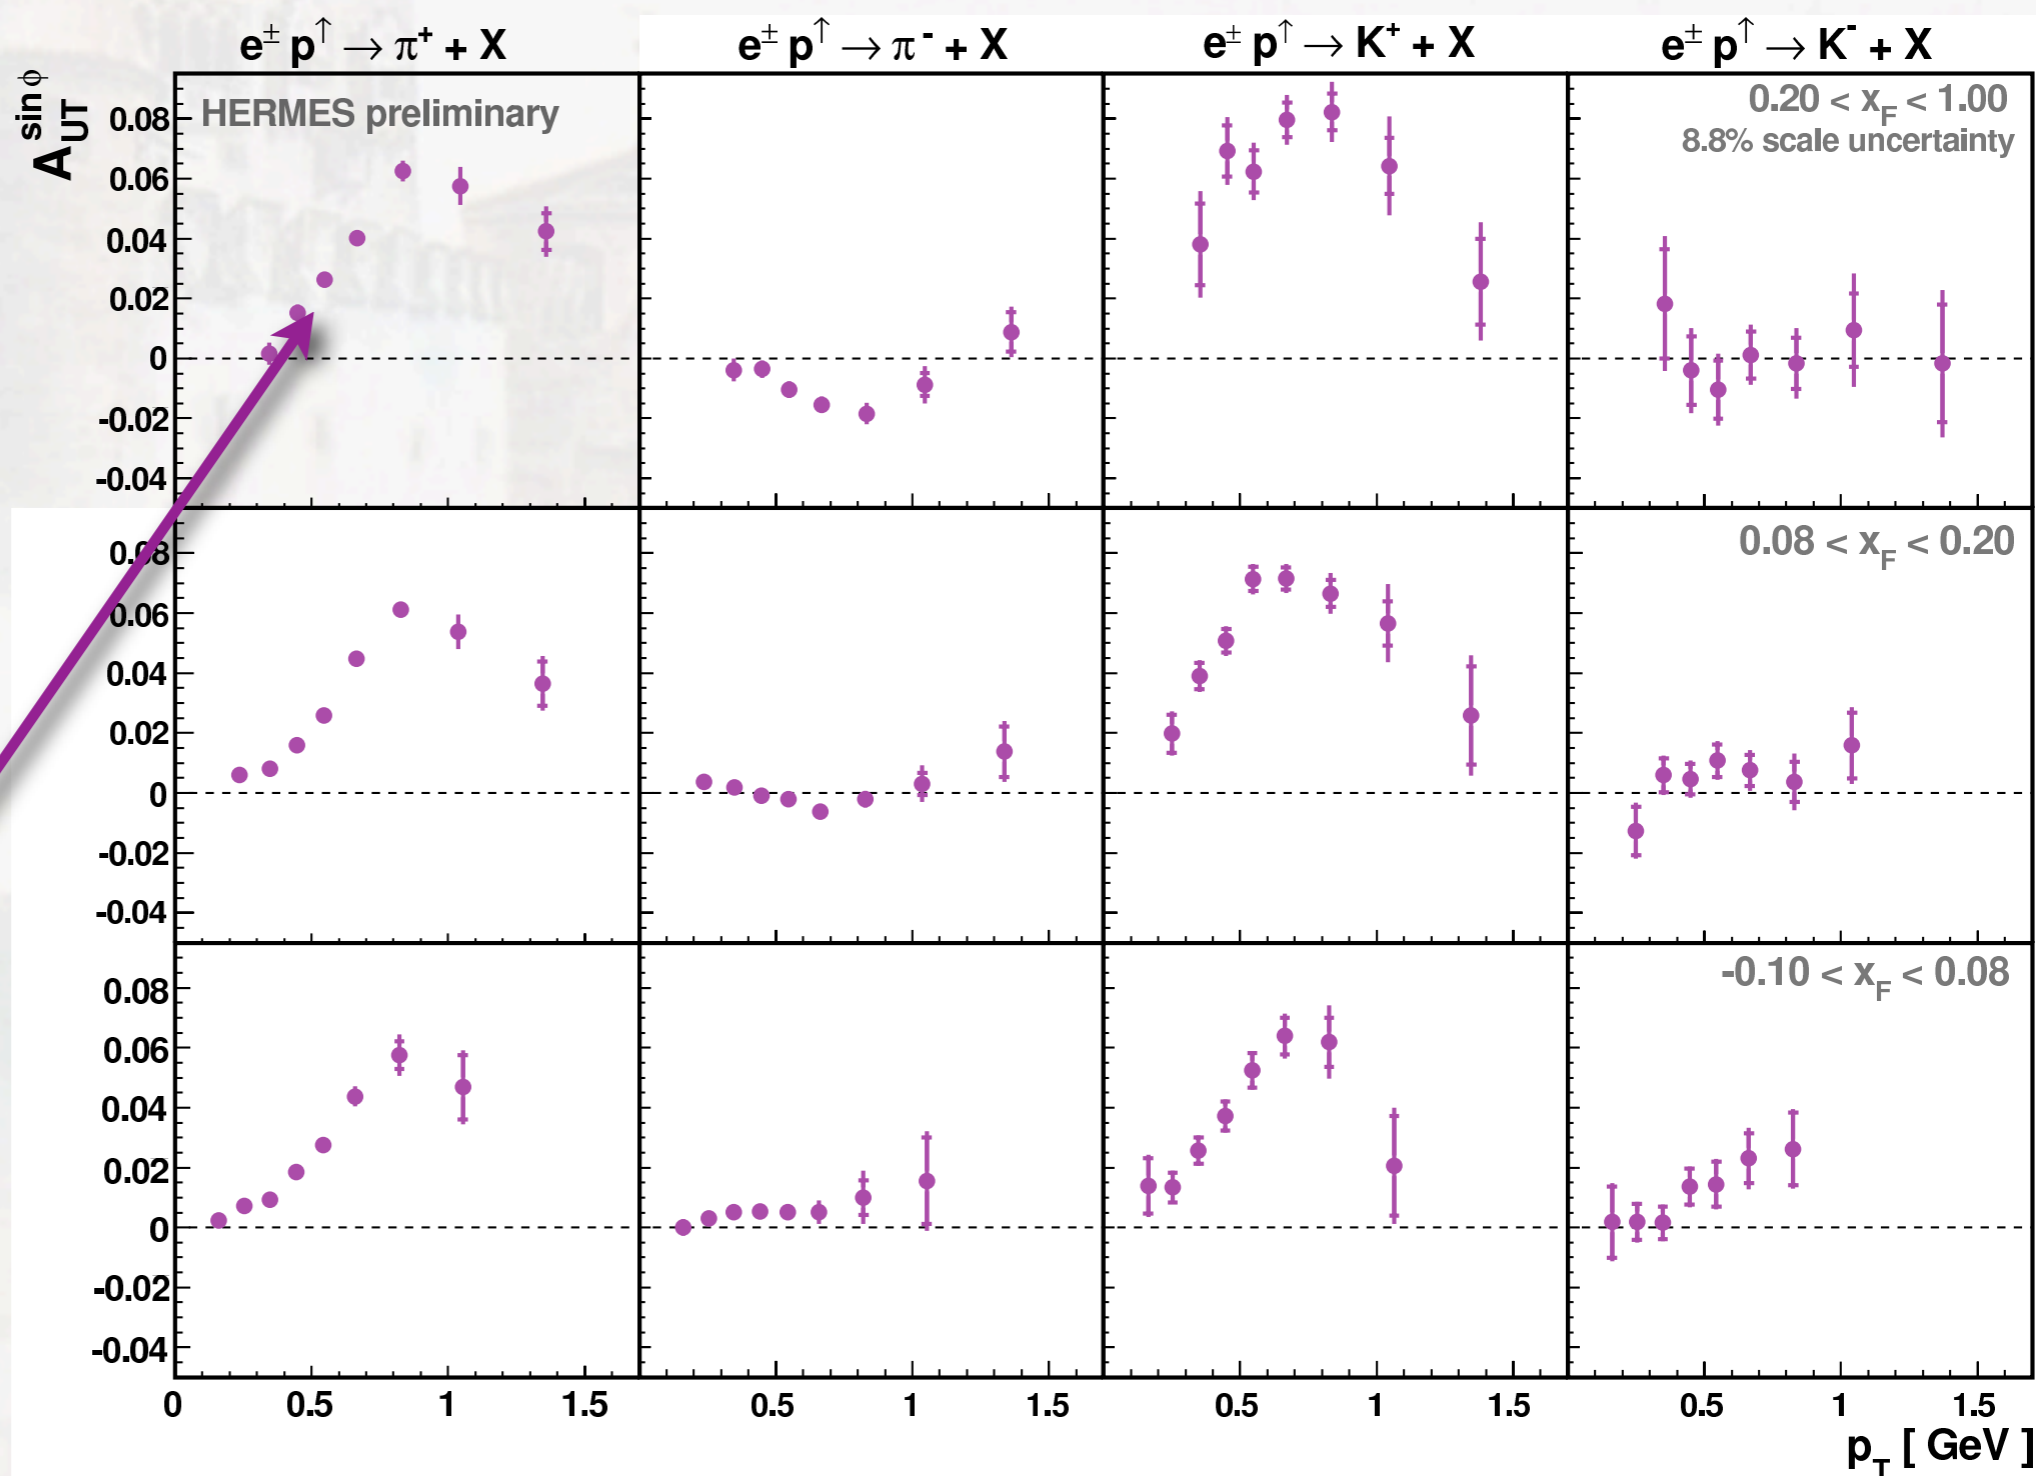 e± p↑ → π+ + X
e± p↑ → π- + X
e± p↑ → K+ + X
e± p↑ → K- + X
A_UT^sin ϕ
HERMES preliminary
0.20 < x_F < 1.00
8.8% scale uncertainty
0.08
0.06
0.04
0.02
0
-0.02
-0.04
0.08 < x_F < 0.20
0.08
0.06
0.04
0.02
0
-0.02
-0.04
-0.10 < x_F < 0.08
0.08
0.06
0.04
0.02
0
-0.02
-0.04
0 0.5 1 1.5 0.5 1 1.5 0.5 1 1.5 0.5 1 1.5
p_T [ GeV ]